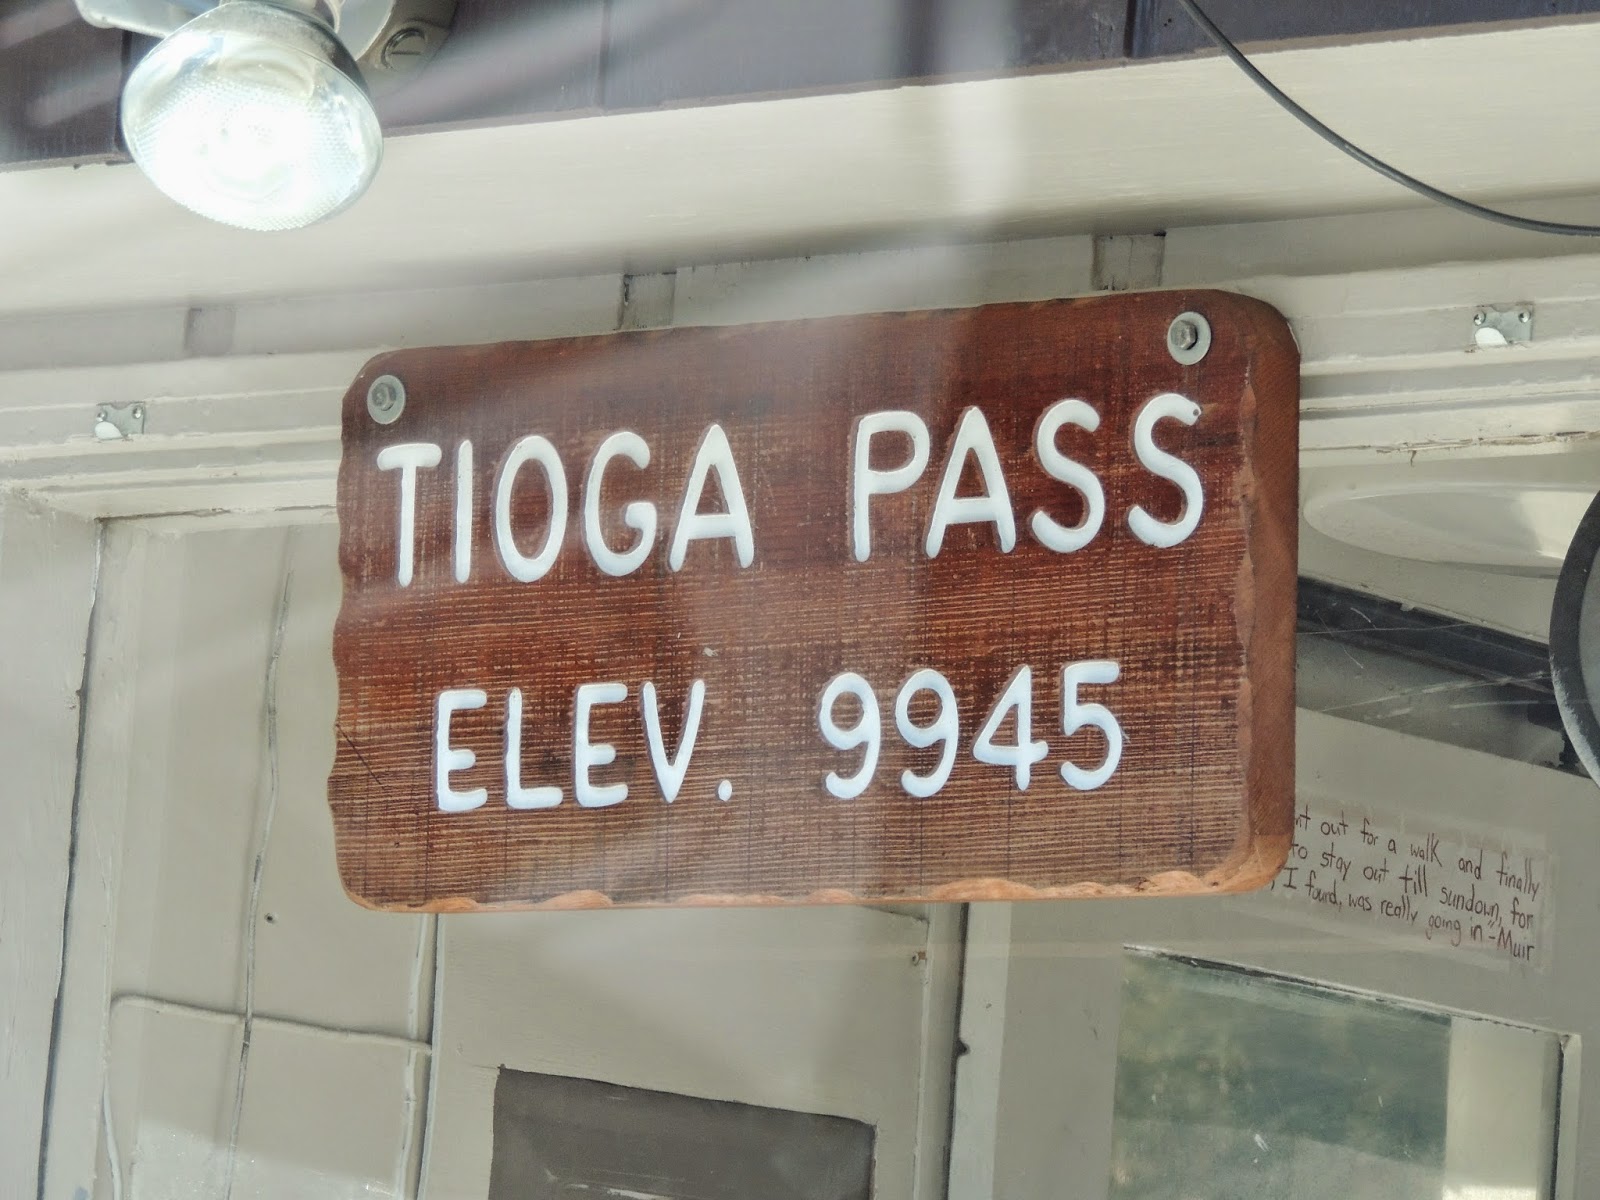 TIOGA PASS
ELEV. 9945
out for a walk and finally
to stay out till sundown, for
I found, was really going in"-Muir